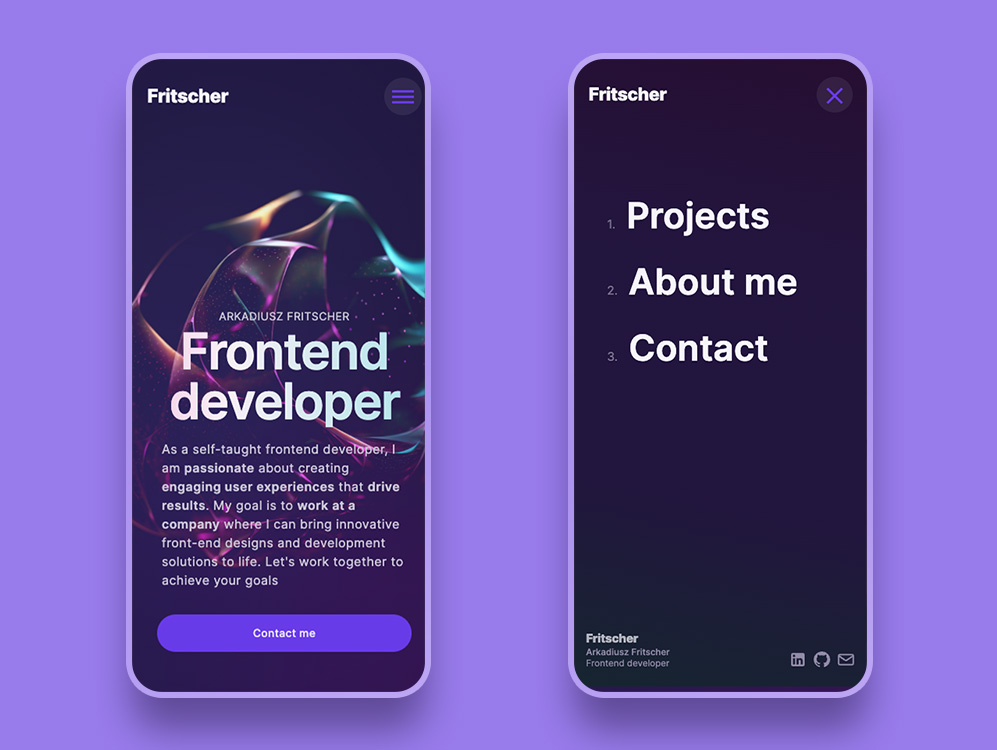 Fritscher
ARKADIUSZ FRITSCHER
Frontend
developer
As a self-taught frontend developer, I
am passionate about creating
engaging user experiences that drive
results. My goal is to work at a
company where I can bring innovative
front-end designs and development
solutions to life. Let's work together to
achieve your goals
Contact me
Fritscher
1. Projects
2. About me
3. Contact
Fritscher
Arkadiusz Fritscher
Frontend developer
in